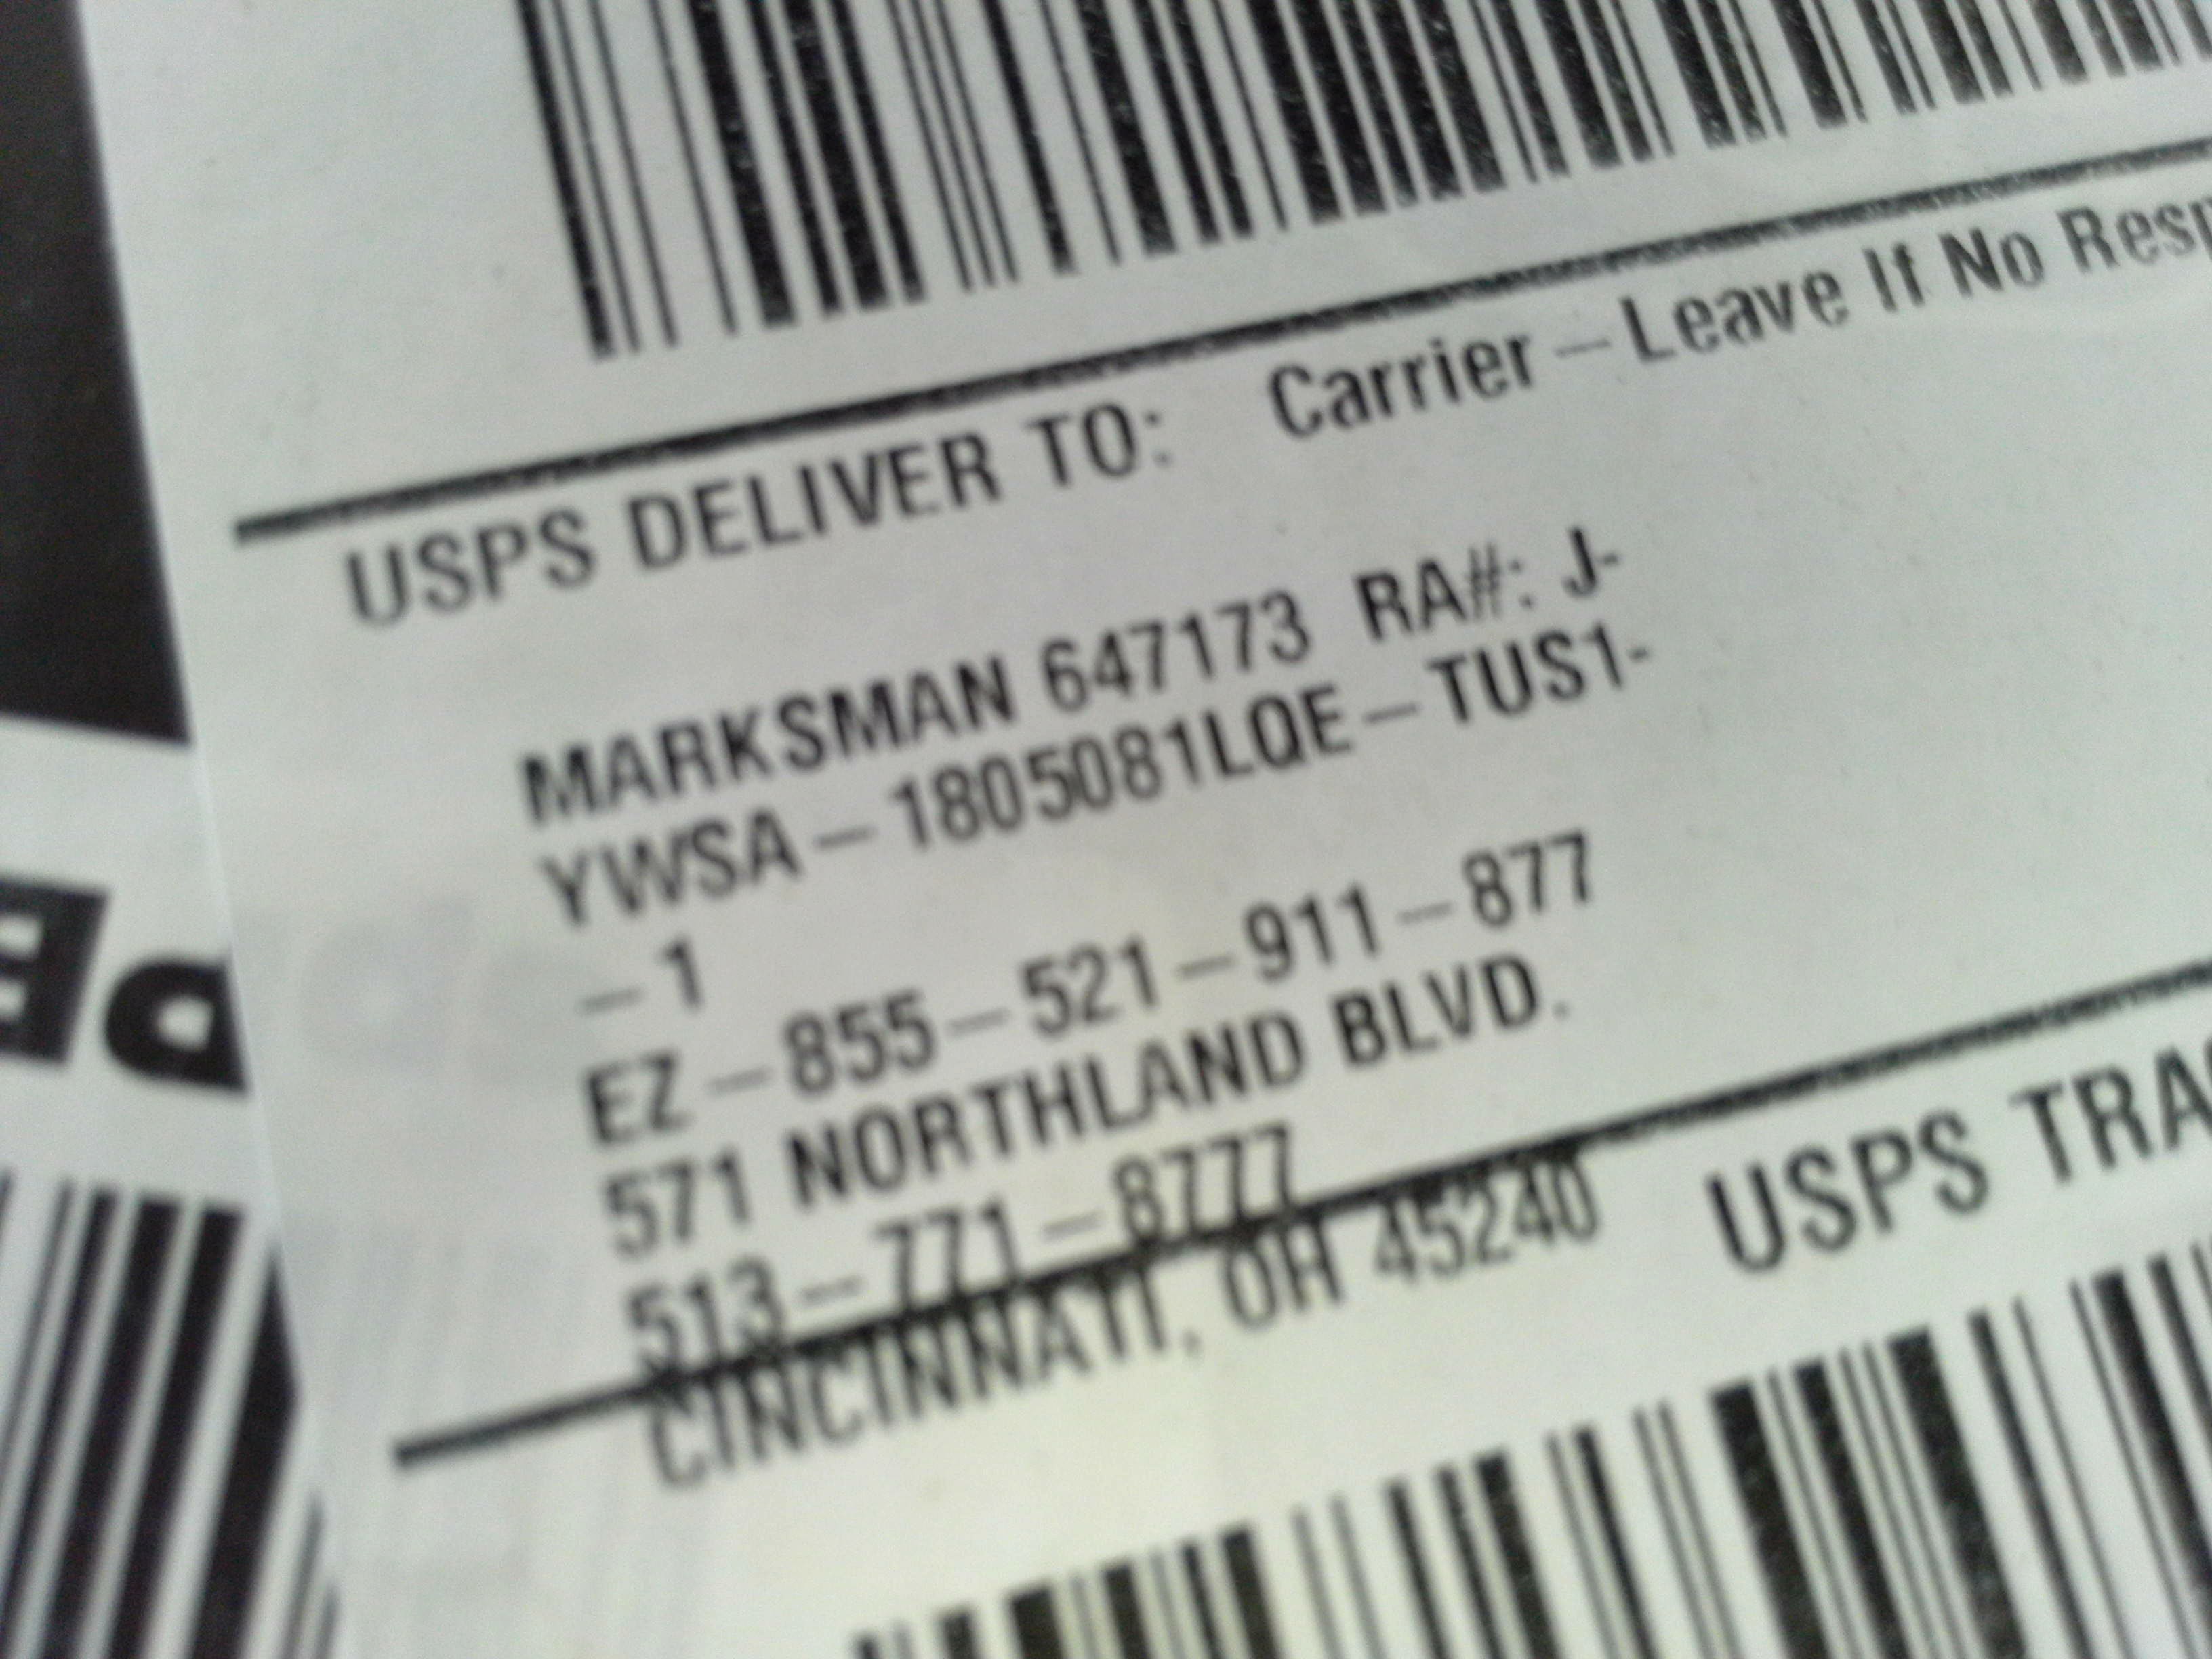 USPS DELIVER TO: Carrier – Leave If No Resp
MARKSMAN 647173 RA#: J-
YWSA – 1805081LQE – TUS1-
– 1
EZ – 855 – 521 – 911 – 877
571 NORTHLAND BLVD.
513 – 771 – 8777
CINCINNATI, OH 45240
USPS TRA